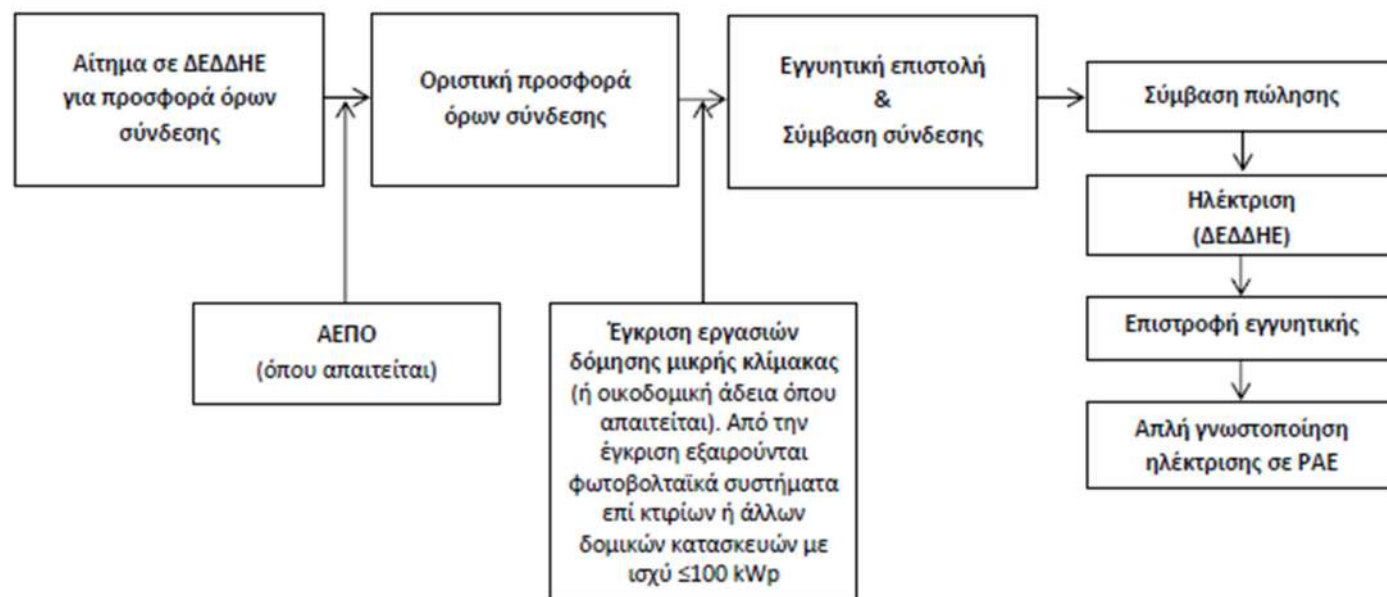 Αίτημα σε ΔΕΔΔΗΕ
για προσφορά όρων
σύνδεσης
Οριστική προσφορά
όρων σύνδεσης
Εγγυητική επιστολή
&
Σύμβαση σύνδεσης
Σύμβαση πώλησης
Ηλέκτριση
(ΔΕΔΔΗΕ)
Επιστροφή εγγυητικής
Απλή γνωστοποίηση
ηλέκτρισης σε ΡΑΕ
ΑΕΠΟ
(όπου απαιτείται)
Έγκριση εργασιών
δόμησης μικρής κλίμακας
(ή οικοδομική άδεια όπου
απαιτείται). Από την
έγκριση εξαιρούνται
φωτοβολταϊκά συστήματα
επί κτιρίων ή άλλων
δομικών κατασκευών με
ισχύ ≤100 kWp